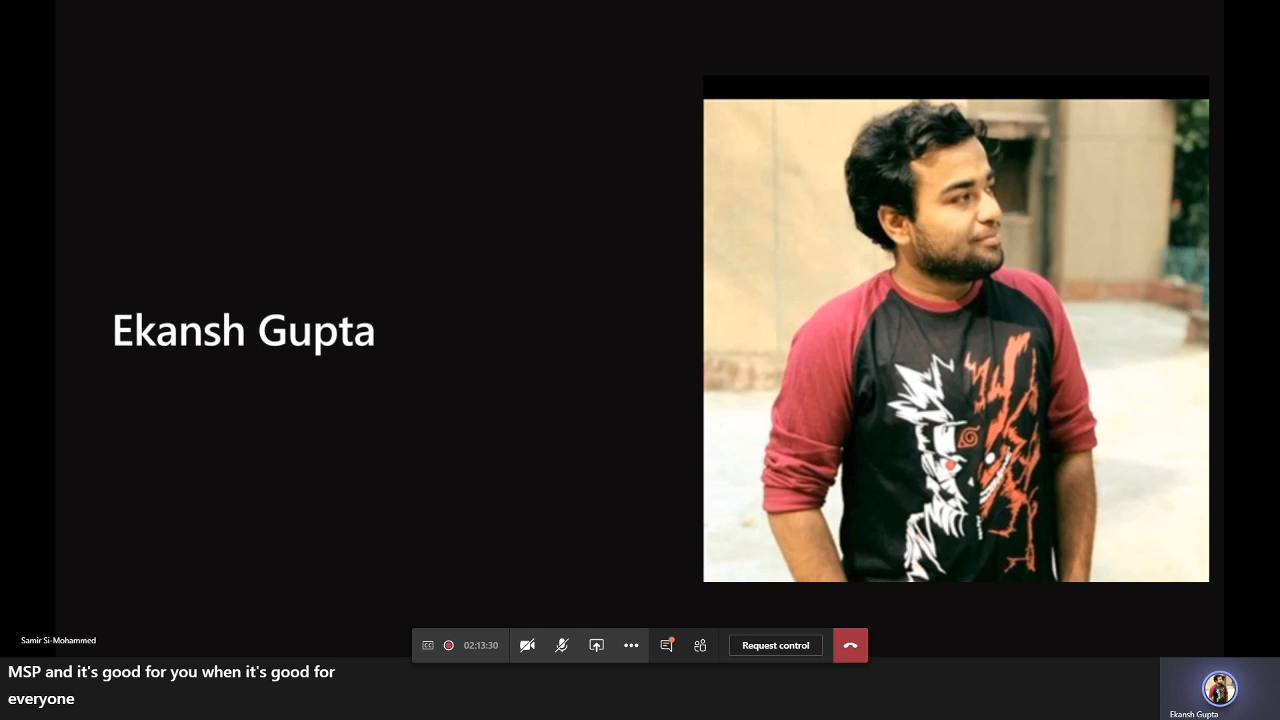 Ekansh Gupta
Samir Si-Mohammed
02:13:30
Request control
MSP and it's good for you when it's good for
everyone
Ekansh Gupta